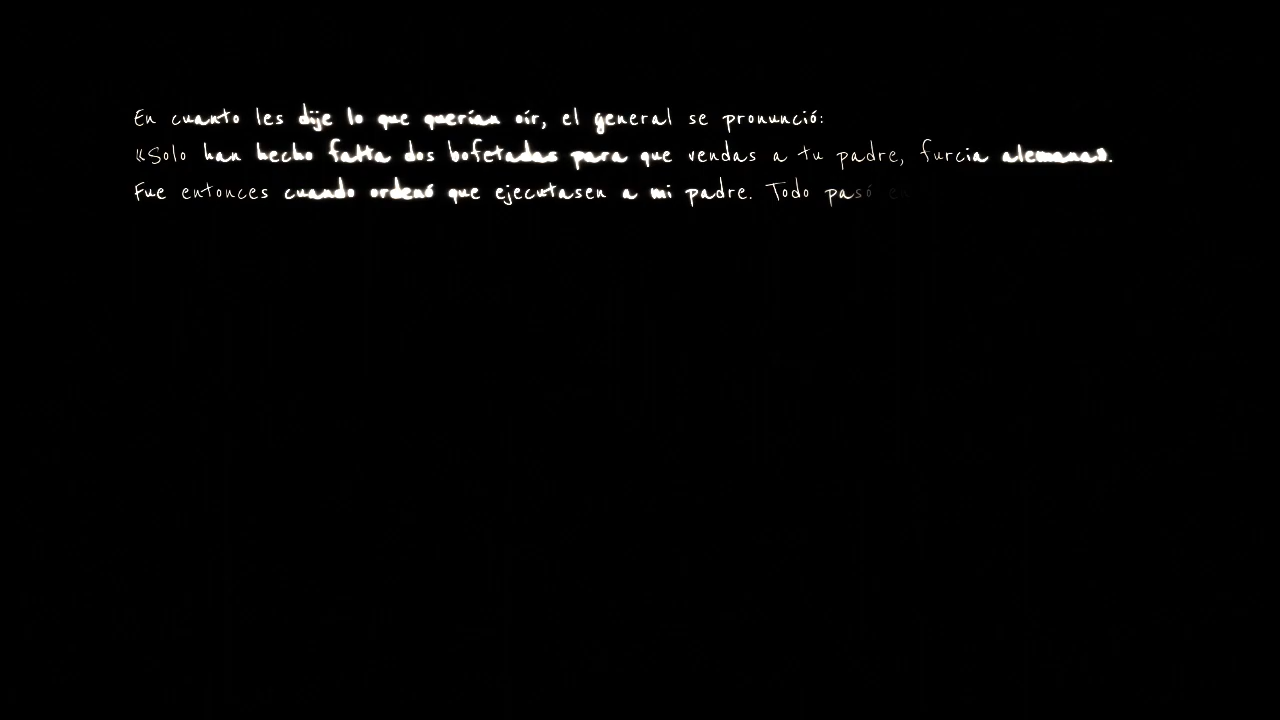 En cuanto les dije lo que querían oír, el general se pronunció:
«Solo han hecho falta dos bofetadas para que vendas a tu padre, furcia alemana».
Fue entonces cuando ordenó que ejecutasen a mi padre. Todo pasó en